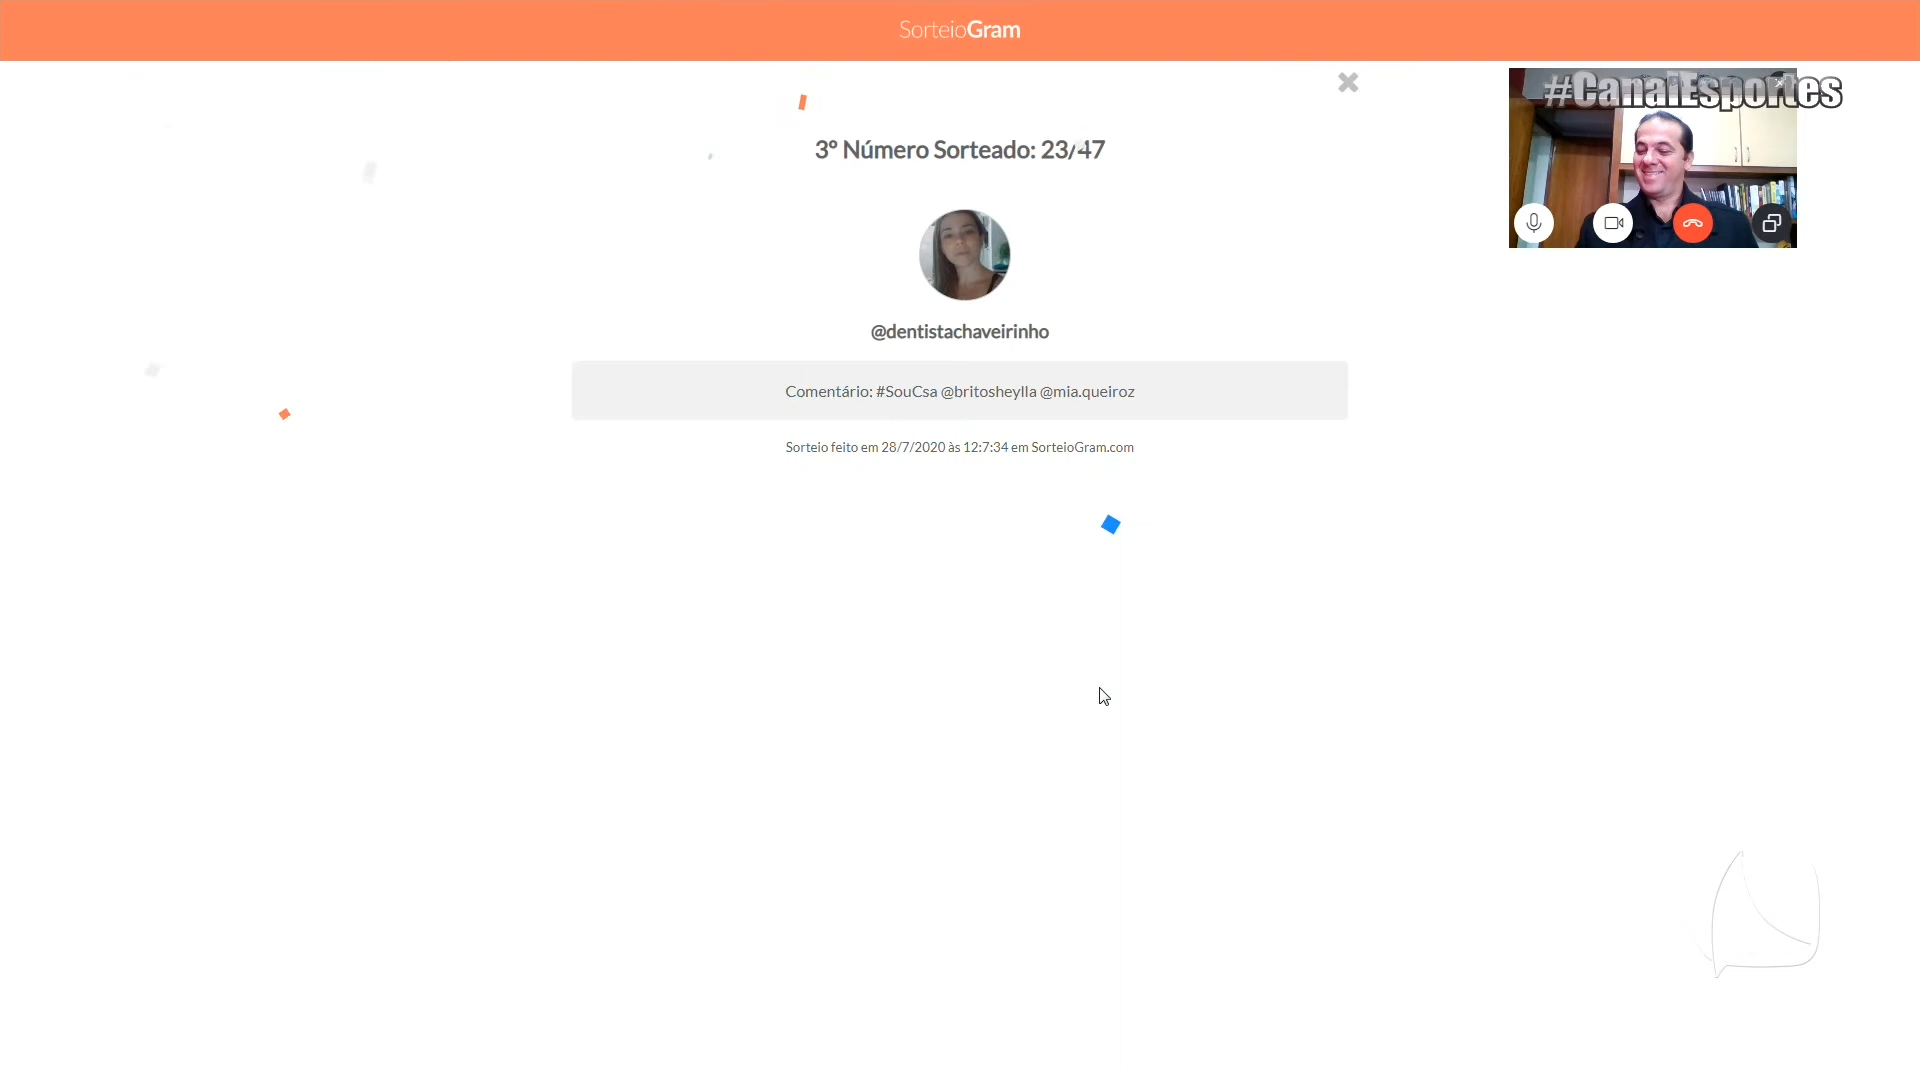 SorteioGram
#CanalEsportes
3º Número Sorteado: 23/47
@dentistachaveirinho
Comentário: #SouCsa @britosheylla @mia.queiroz
Sorteio feito em 28/7/2020 às 12:7:34 em SorteioGram.com